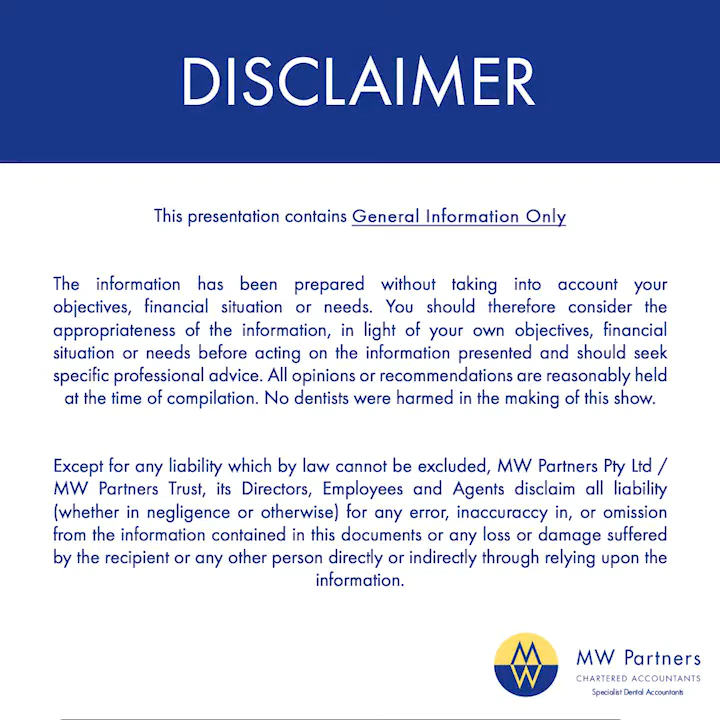 DISCLAIMER
This presentation contains General Information Only
The information has been prepared without taking into account your
objectives, financial situation or needs. You should therefore consider the
appropriateness of the information, in light of your own objectives, financial
situation or needs before acting on the information presented and should seek
specific professional advice. All opinions or recommendations are reasonably held
at the time of compilation. No dentists were harmed in the making of this show.
Except for any liability which by law cannot be excluded, MW Partners Pty Ltd /
MW Partners Trust, its Directors, Employees and Agents disclaim all liability
(whether in negligence or otherwise) for any error, inaccuraccy in, or omission
from the information contained in this documents or any loss or damage suffered
by the recipient or any other person directly or indirectly through relying upon the
information.
MW
MW Partners
CHARTERED ACCOUNTANTS
Specialist Dental Accountants